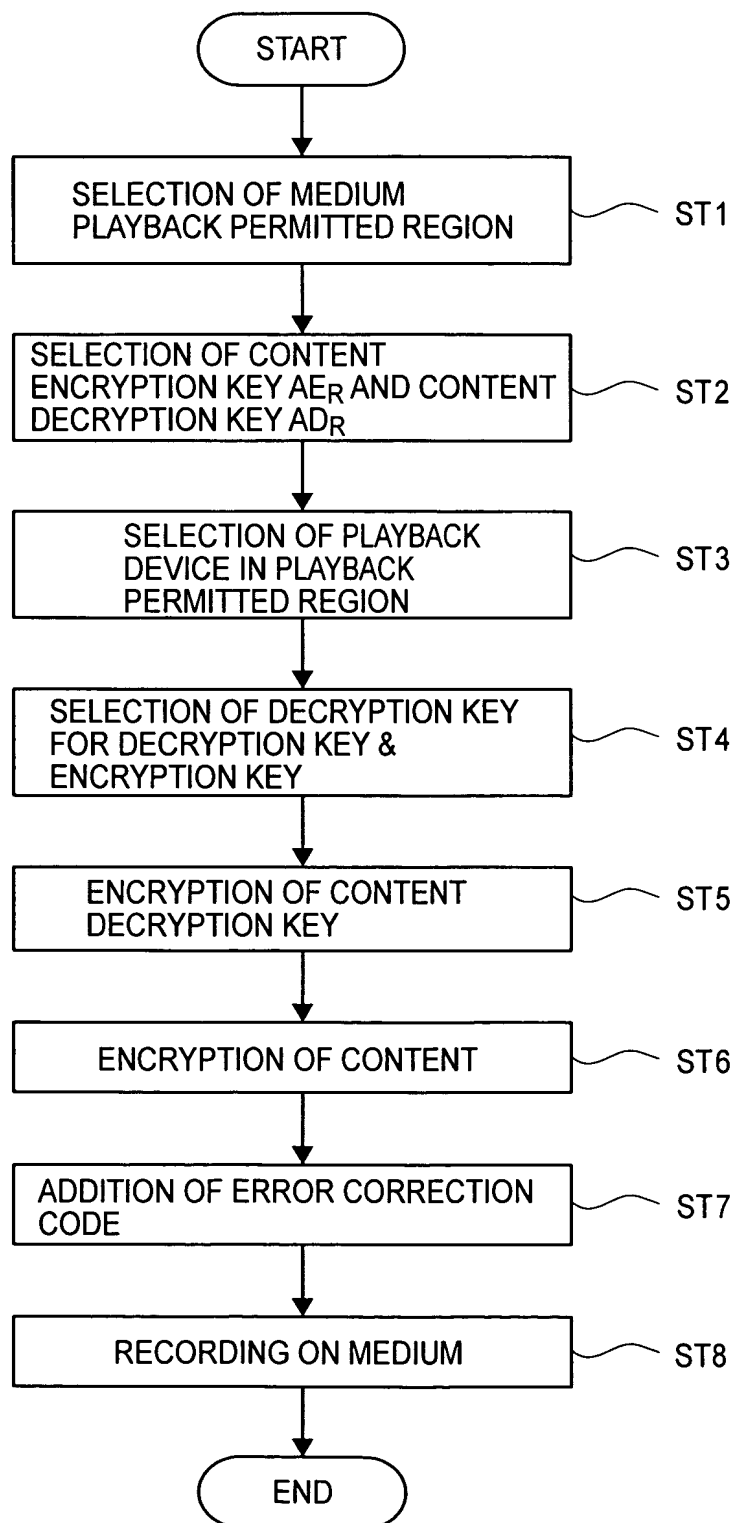 START
SELECTION OF MEDIUM
PLAYBACK PERMITTED REGION
ST1
SELECTION OF CONTENT
ENCRYPTION KEY AER AND CONTENT
DECRYPTION KEY ADR
ST2
SELECTION OF PLAYBACK
DEVICE IN PLAYBACK
PERMITTED REGION
ST3
SELECTION OF DECRYPTION KEY
FOR DECRYPTION KEY &
ENCRYPTION KEY
ST4
ENCRYPTION OF CONTENT
DECRYPTION KEY
ST5
ENCRYPTION OF CONTENT
ST6
ADDITION OF ERROR CORRECTION
CODE
ST7
RECORDING ON MEDIUM
ST8
END